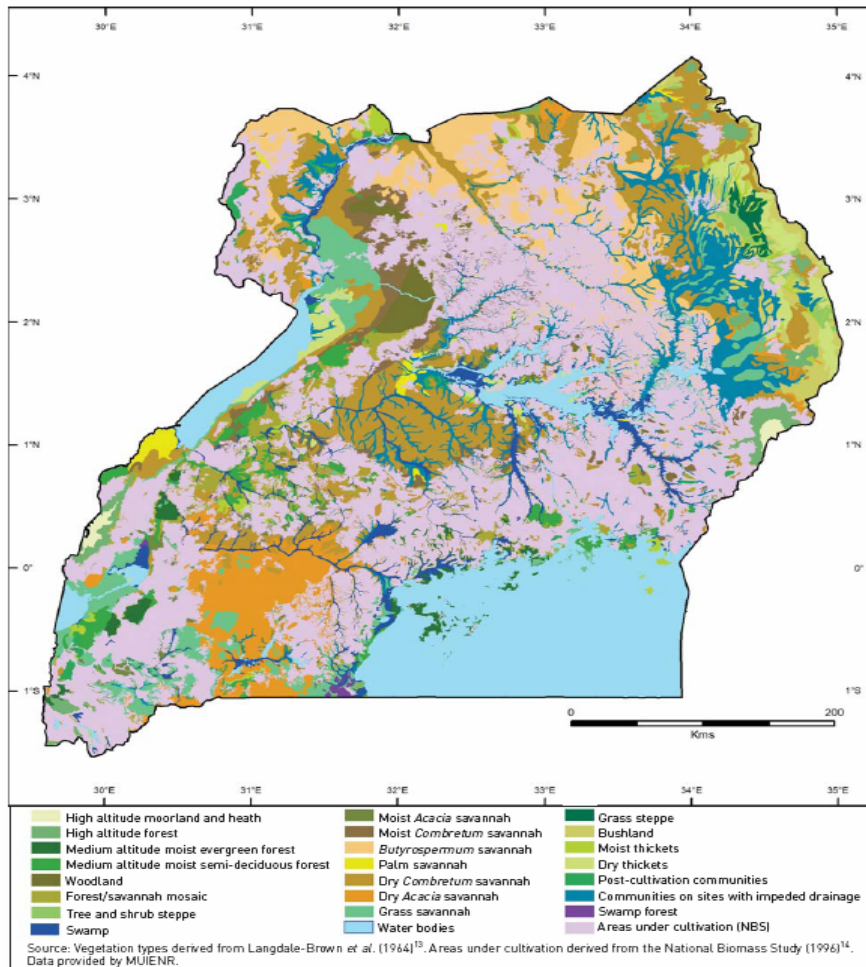 30°E 31°E 32°E 33°E 34°E 35°E
4°N 4°N
3°N 3°N
2°N 2°N
1°N 1°N
0° 0°
1°S 1°S
0 200
Kms
30°E 31°E 32°E 33°E 34°E 35°E
High altitude moorland and heath
High altitude forest
Medium altitude moist evergreen forest
Medium altitude moist semi-deciduous forest
Woodland
Forest/savannah mosaic
Tree and shrub steppe
Swamp
Moist Acacia savannah
Moist Combretum savannah
Butyrospermum savannah
Palm savannah
Dry Combretum savannah
Dry Acacia savannah
Grass savannah
Water bodies
Grass steppe
Bushland
Moist thickets
Dry thickets
Post-cultivation communities
Communities on sites with impeded drainage
Swamp forest
Areas under cultivation (NBS)
Source: Vegetation types derived from Langdale-Brown et al. (1964)¹³. Areas under cultivation derived from the National Biomass Study (1996)¹⁴.
Data provided by MUIENR.